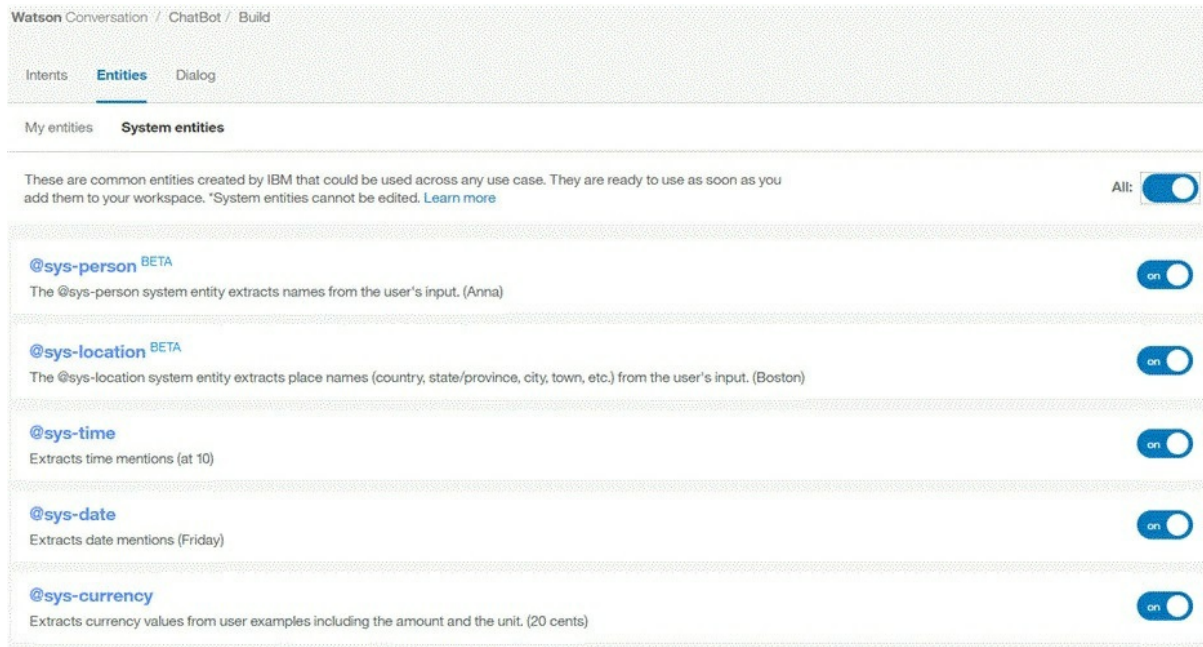 Watson Conversation / ChatBot / Build
Intents Entities Dialog
My entities System entities
These are common entities created by IBM that could be used across any use case. They are ready to use as soon as you
add them to your workspace. *System entities cannot be edited. Learn more
All:
@sys-person BETA
The @sys-person system entity extracts names from the user's input. (Anna)
on
@sys-location BETA
The @sys-location system entity extracts place names (country, state/province, city, town, etc.) from the user's input. (Boston)
on
@sys-time
Extracts time mentions (at 10)
on
@sys-date
Extracts date mentions (Friday)
on
@sys-currency
Extracts currency values from user examples including the amount and the unit. (20 cents)
on